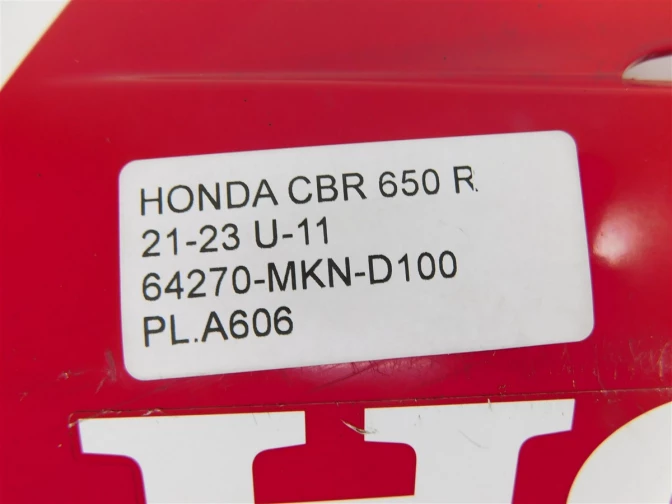 HONDA CBR 650 R
21-23 U-11
64270-MKN-D100
PL.A606